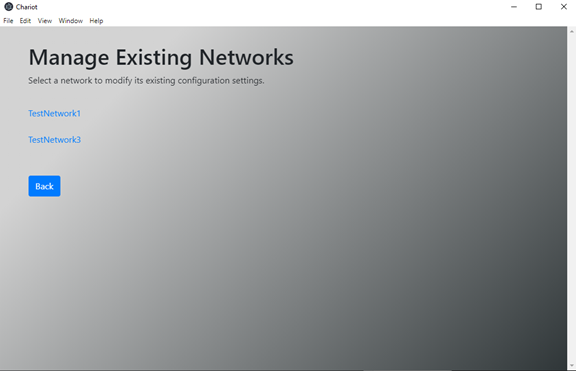 Chariot
File Edit View Window Help
Manage Existing Networks
Select a network to modify its existing configuration settings.
TestNetwork1
TestNetwork3
Back